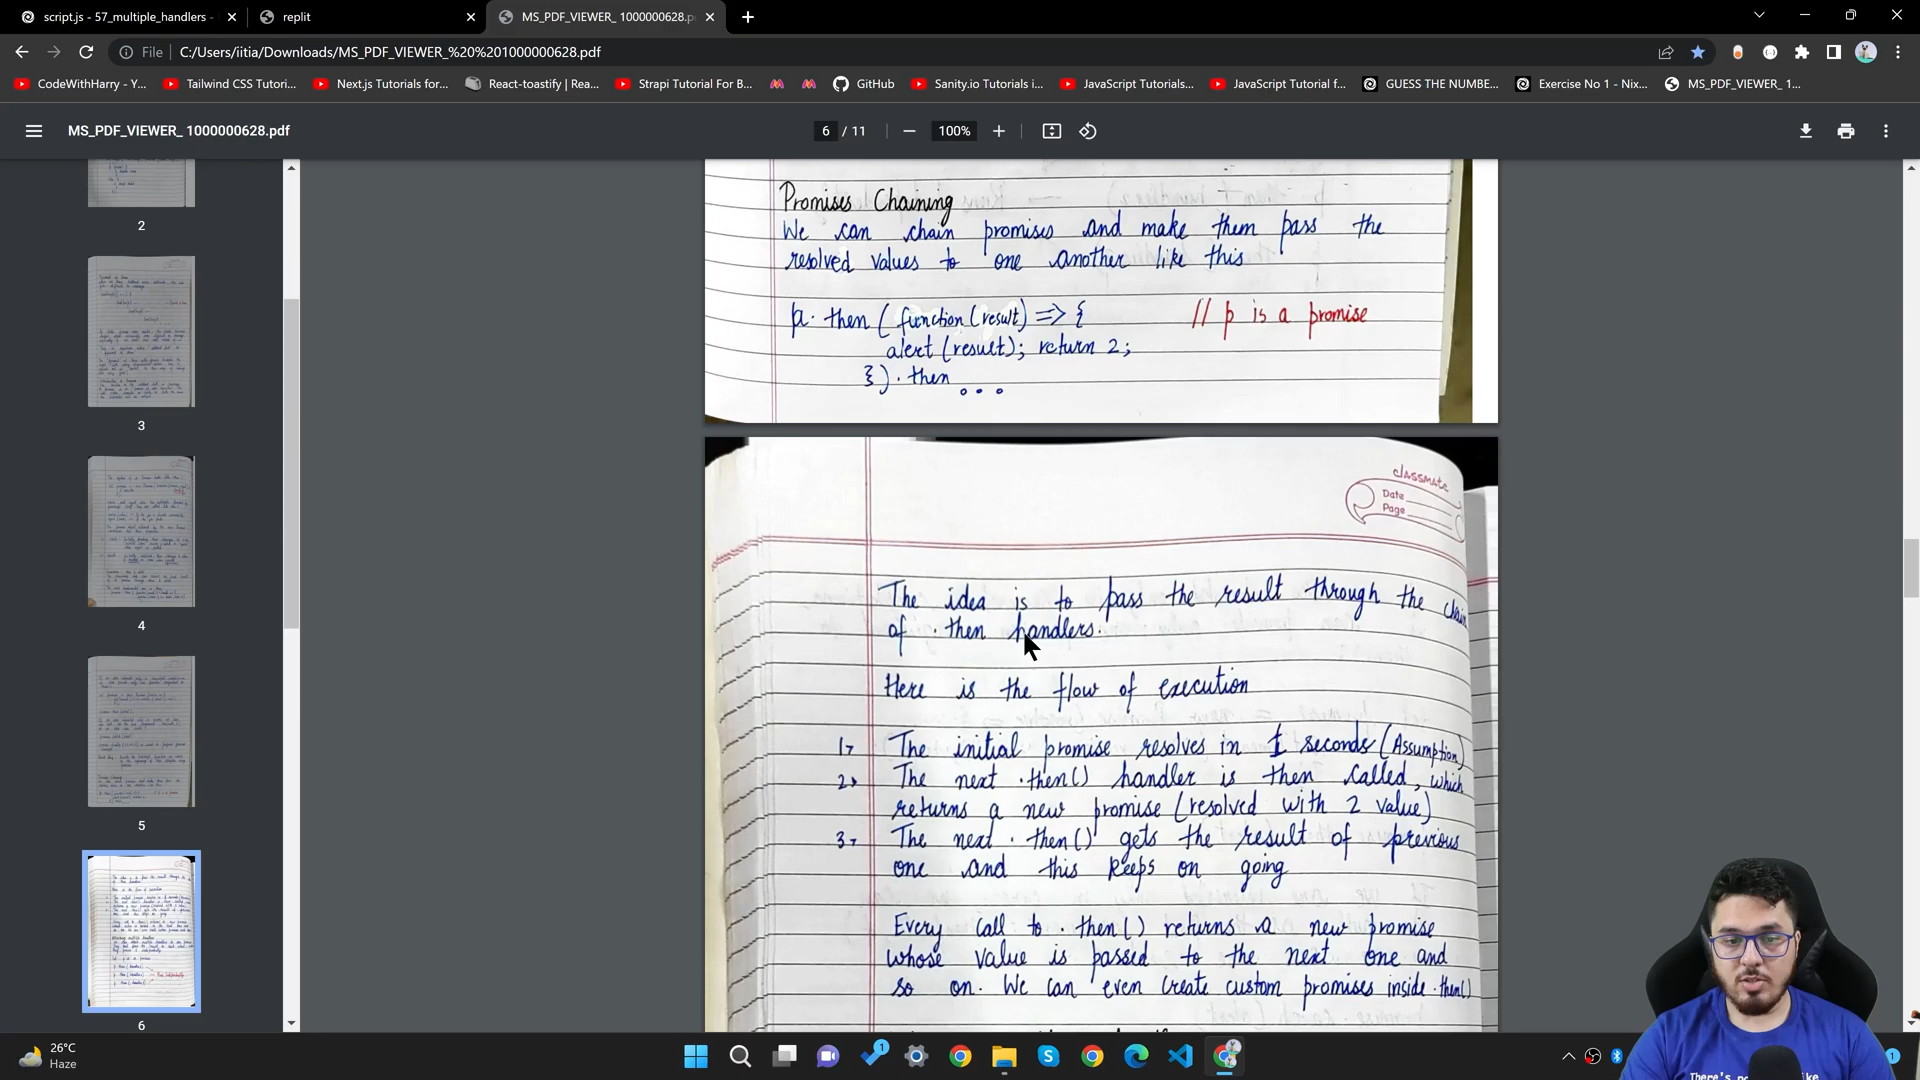 script.js - 57_multiple_handlers -
replit
MS_PDF_VIEWER_ 1000000628.pdf
File
C:/Users/iitia/Downloads/MS_PDF_VIEWER_%20%201000000628.pdf
CodeWithHarry - Y...
Tailwind CSS Tutori...
Next.js Tutorials for...
React-toastify | Rea...
Strapi Tutorial For B...
GitHub
Sanity.io Tutorials i...
JavaScript Tutorials...
JavaScript Tutorial f...
GUESS THE NUMBE...
Exercise No 1 - Nix...
MS_PDF_VIEWER_ 1...
MS_PDF_VIEWER_ 1000000628.pdf
6 / 11
100%
2
3
4
5
6
Promises Chaining
We can chain promises and make them pass the
resolved values to one another like this
p. then ( function (result) => { // p is a promise
alert (result); return 2;
}) . then
. . .
classmate
Date
Page
The idea is to pass the result through the chain
of . then handlers.
Here is the flow of execution
1> The initial promise resolves in 1 seconds (Assumption)
2> The next .then() handler is then called, which
returns a new promise (resolved with 2 value)
3> The next . then() gets the result of previous
one and this keeps on going
Every call to . then() returns a new promise
whose value is passed to the next one and
so on. We can even create custom promises inside .then()
26°C
Haze
1
1
There's
like